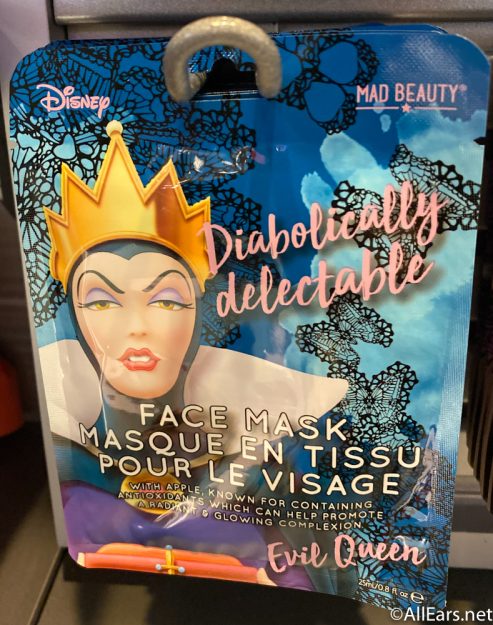 Disney
MAD BEAUTY®
Diabolically
delectable
FACE MASK
MASQUE EN TISSU
POUR LE VISAGE
WITH APPLE, KNOWN FOR CONTAINING
ANTIOXIDANTS WHICH CAN HELP PROMOTE
A RADIANT & GLOWING COMPLEXION
Evil Queen
25ml/0.8 fl. oz e
©AllEars.net